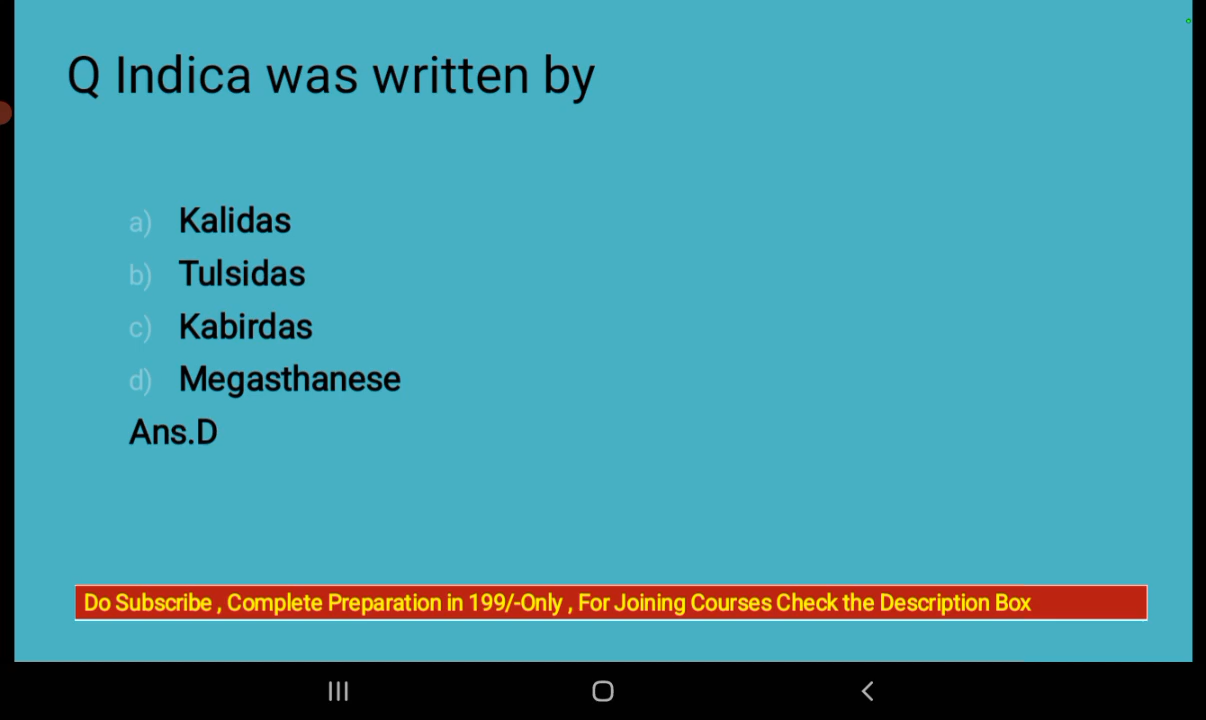 Q Indica was written by
a) Kalidas
b) Tulsidas
c) Kabirdas
d) Megasthanese
Ans.D
Do Subscribe , Complete Preparation in 199/-Only , For Joining Courses Check the Description Box